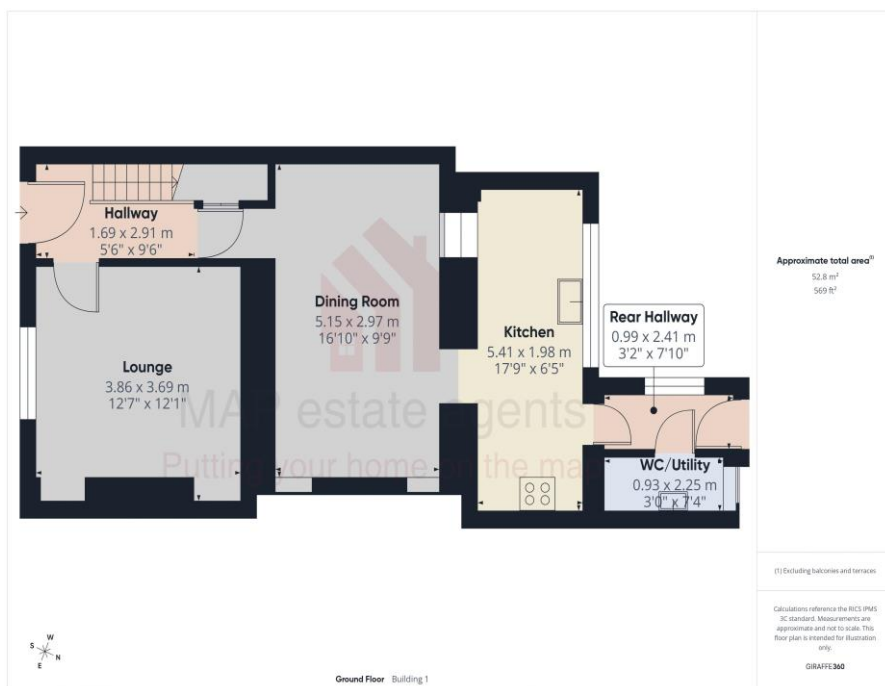 Hallway
1.69 x 2.91 m
5'6" x 9'6"
Dining Room
5.15 x 2.97 m
16'10" x 9'9"
Lounge
3.86 x 3.69 m
12'7" x 12'1"
Kitchen
5.41 x 1.98 m
17'9" x 6'5"
Rear Hallway
0.99 x 2.41 m
3'2" x 7'10"
WC/Utility
0.93 x 2.25 m
3'0" x 7'4"
MAP estate agents
Putting your home on the map
Approximate total area(1)
52.8 m²
569 ft²
(1) Excluding balconies and terraces
Calculations reference the RICS IPMS
3C standard. Measurements are
approximate and not to scale. This
floor plan is intended for illustration
only.
GIRAFFE360
W
S
N
E
Ground Floor Building 1